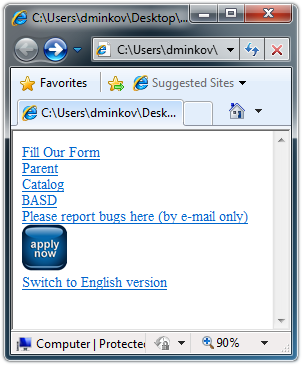 C:\Users\dminkov\Desktop\...
C:\Users\dminkov\
Favorites
Suggested Sites
C:\Users\dminkov\Desk...
Fill Our Form
Parent
Catalog
BASD
Please report bugs here (by e-mail only)
apply
now
Switch to English version
Computer | Protecte
90%